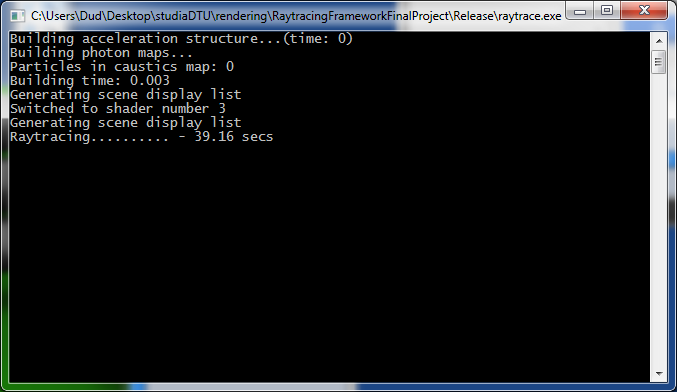 C:\Users\Dud\Desktop\studiaDTU\rendering\RaytracingFrameworkFinalProject\Release\raytrace.exe
Building acceleration structure...(time: 0)
Building photon maps...
Particles in caustics map: 0
Building time: 0.003
Generating scene display list
Switched to shader number 3
Generating scene display list
Raytracing.......... - 39.16 secs